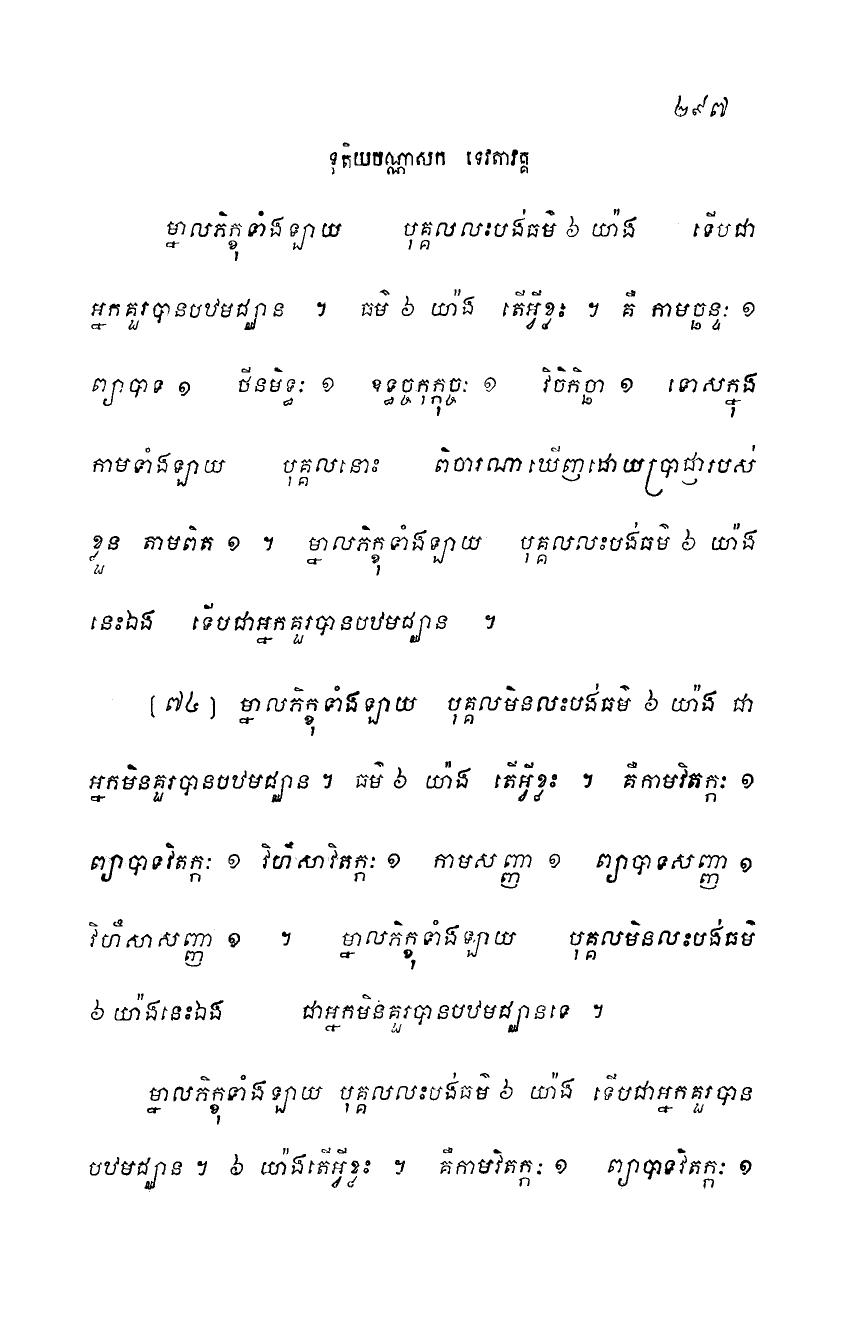 ២៩៧
ទុតិយបណ្ណាសក ទេវតាវគ្គ
ម្នាលភិក្ខុទាំងឡាយ បុគ្គលលះបង់ធម៌ ៦ យ៉ាង ទើបជា
អ្នកគួរបានបឋមជ្ឈាន ។ ធម៌ ៦ យ៉ាង តើអ្វីខ្លះ ។ គឺ កាមច្ឆន្ទៈ ១
ព្យាបាទ ១ ថីនមិទ្ធៈ ១ ឧទ្ធច្ចកុក្កុច្ចៈ ១ វិចិកិច្ឆា ១ ទោសក្នុង
កាមទាំងឡាយ បុគ្គលនោះ ពិចារណាឃើញដោយប្រាជ្ញារបស់
ខ្លួន តាមពិត ១ ។ ម្នាលភិក្ខុទាំងឡាយ បុគ្គលលះបង់ធម៌ ៦ យ៉ាង
នេះឯង ទើបជាអ្នកគួរបានបឋមជ្ឈាន ។
[៧៤] ម្នាលភិក្ខុទាំងឡាយ បុគ្គលមិនលះបង់ធម៌ ៦ យ៉ាង ជា
អ្នកមិនគួរបានបឋមជ្ឈាន ។ ធម៌ ៦ យ៉ាង តើអ្វីខ្លះ ។ គឺកាមវិតក្កៈ ១
ព្យាបាទវិតក្កៈ ១ វិហឹសាវិតក្កៈ ១ កាមសញ្ញា ១ ព្យាបាទសញ្ញា ១
វិហឹសាសញ្ញា ១ ។ ម្នាលភិក្ខុទាំងឡាយ បុគ្គលមិនលះបង់ធម៌
៦ យ៉ាងនេះឯង ជាអ្នកមិនគួរបានបឋមជ្ឈានទេ ។
ម្នាលភិក្ខុទាំងឡាយ បុគ្គលលះបង់ធម៌ ៦ យ៉ាង ទើបជាអ្នកគួរបាន
បឋមជ្ឈាន ។ ៦ យ៉ាងតើអ្វីខ្លះ ។ គឺកាមវិតក្កៈ ១ ព្យាបាទវិតក្កៈ ១